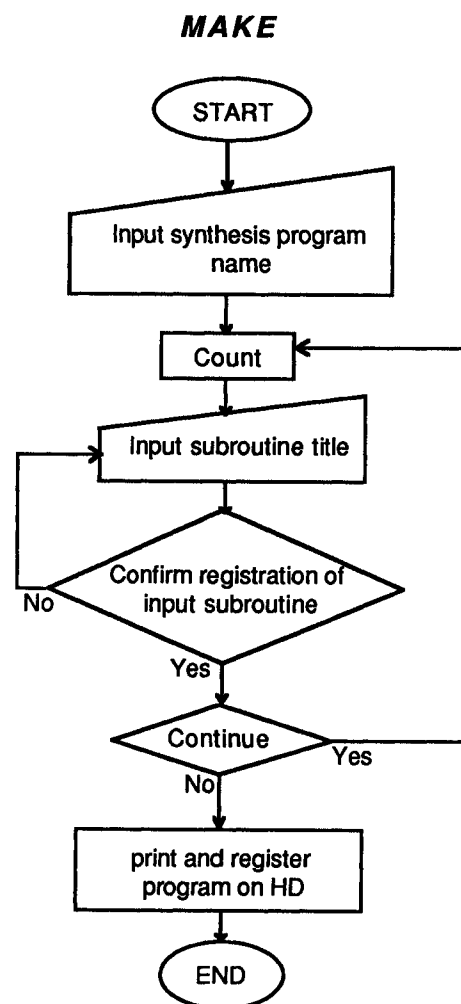 MAKE
START
Input synthesis program
name
Count
Input subroutine title
Confirm registration of
input subroutine
No
Yes
Continue
Yes
No
print and register
program on HD
END